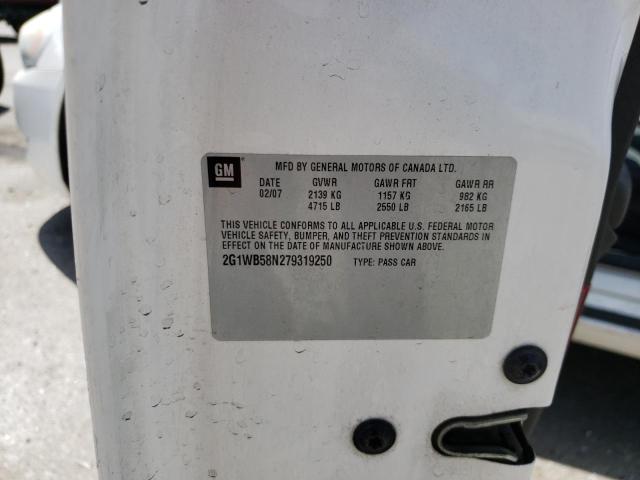 GM
MFD BY GENERAL MOTORS OF CANADA LTD.
DATE GVWR GAWR FRT GAWR RR
02/07 2139 KG 1157 KG 982 KG
4715 LB 2550 LB 2165 LB
THIS VEHICLE CONFORMS TO ALL APPLICABLE U.S. FEDERAL MOTOR
VEHICLE SAFETY, BUMPER, AND THEFT PREVENTION STANDARDS IN
EFFECT ON THE DATE OF MANUFACTURE SHOWN ABOVE.
2G1WB58N279319250 TYPE: PASS CAR